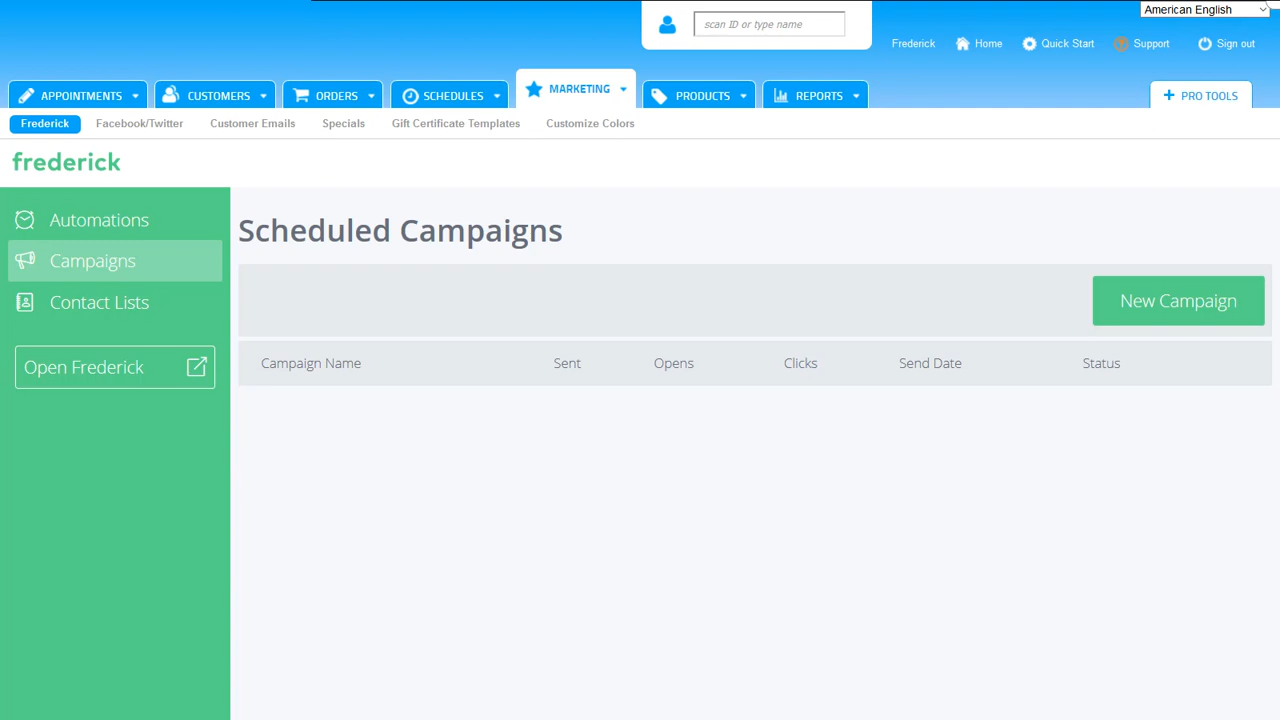 American English
scan ID or type name
Frederick Home Quick Start Support Sign out
APPOINTMENTS CUSTOMERS ORDERS SCHEDULES MARKETING PRODUCTS REPORTS + PRO TOOLS
Frederick Facebook/Twitter Customer Emails Specials Gift Certificate Templates Customize Colors
frederick
Automations
Campaigns
Contact Lists
Open Frederick
Scheduled Campaigns
New Campaign
Campaign Name Sent Opens Clicks Send Date Status